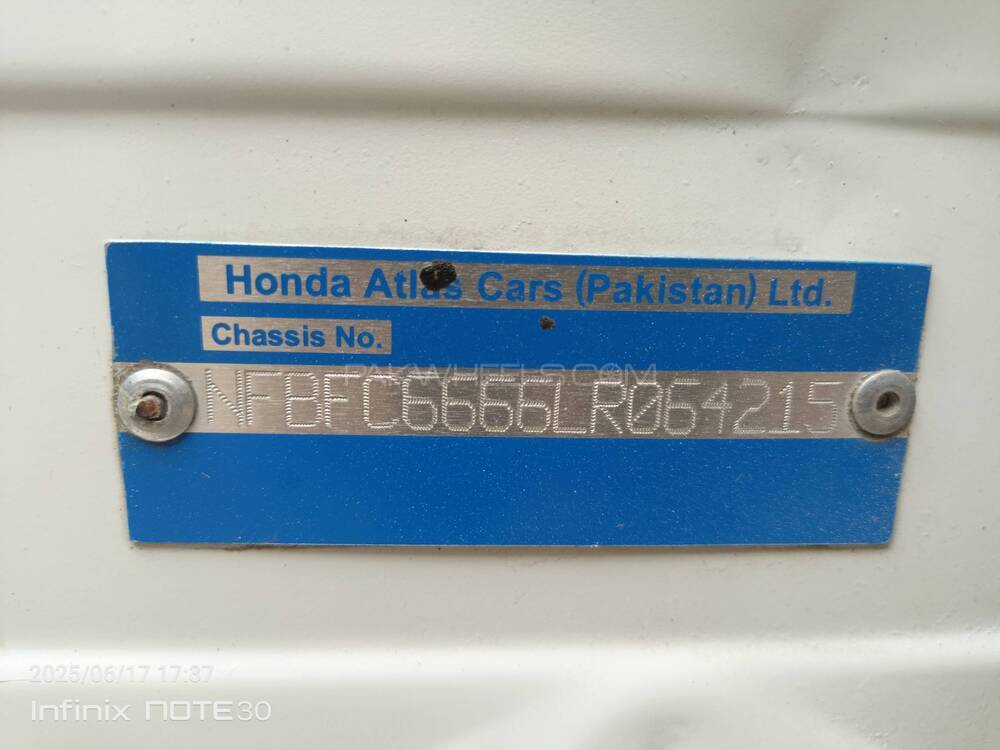 Honda Atlas Cars (Pakistan) Ltd.
Chassis No.
PAKWHEELS.COM
NFBFC6666LR064215
2025/06/17 17:37
Infinix NOTE30